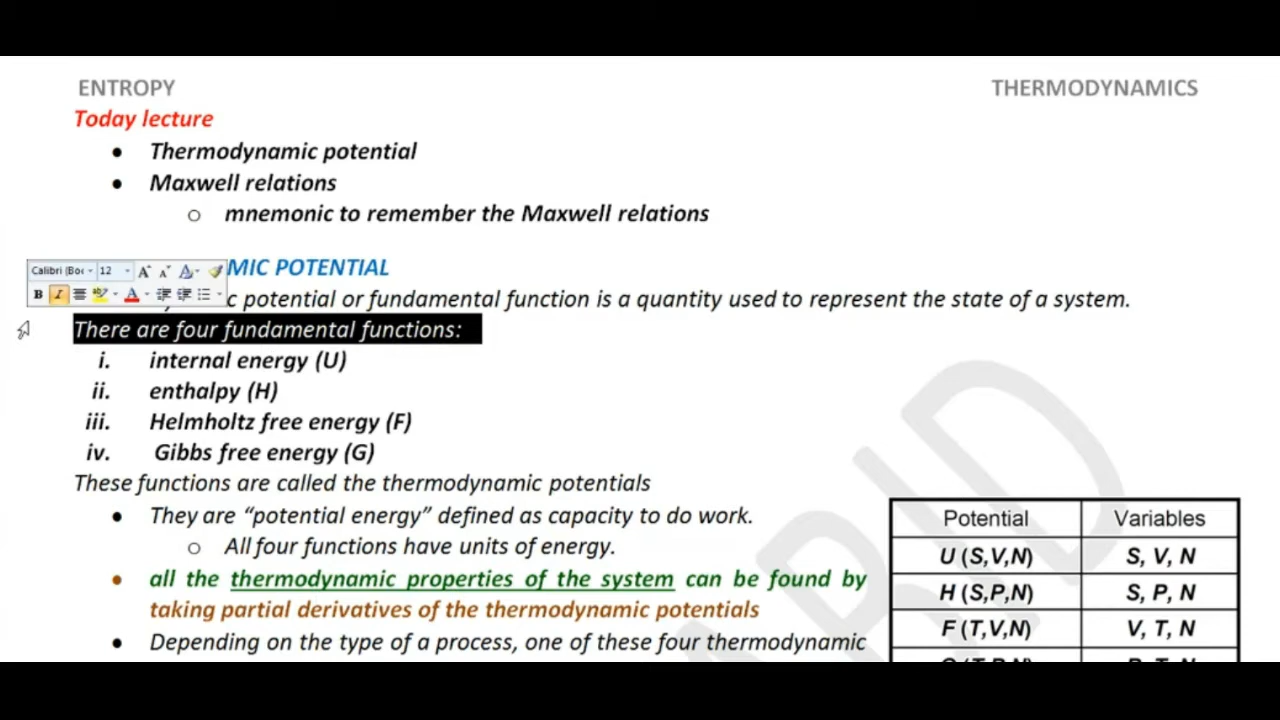 ENTROPY THERMODYNAMICS
Today lecture
• Thermodynamic potential
• Maxwell relations
o mnemonic to remember the Maxwell relations
MIC POTENTIAL
Calibri (Boc 12
c potential or fundamental function is a quantity used to represent the state of a system.
There are four fundamental functions:
i. internal energy (U)
ii. enthalpy (H)
iii. Helmholtz free energy (F)
iv. Gibbs free energy (G)
These functions are called the thermodynamic potentials
• They are “potential energy” defined as capacity to do work.
o All four functions have units of energy.
• all the thermodynamic properties of the system can be found by
taking partial derivatives of the thermodynamic potentials
• Depending on the type of a process, one of these four thermodynamic
Potential Variables
U (S,V,N) S, V, N
H (S,P,N) S, P, N
F (T,V,N) V, T, N